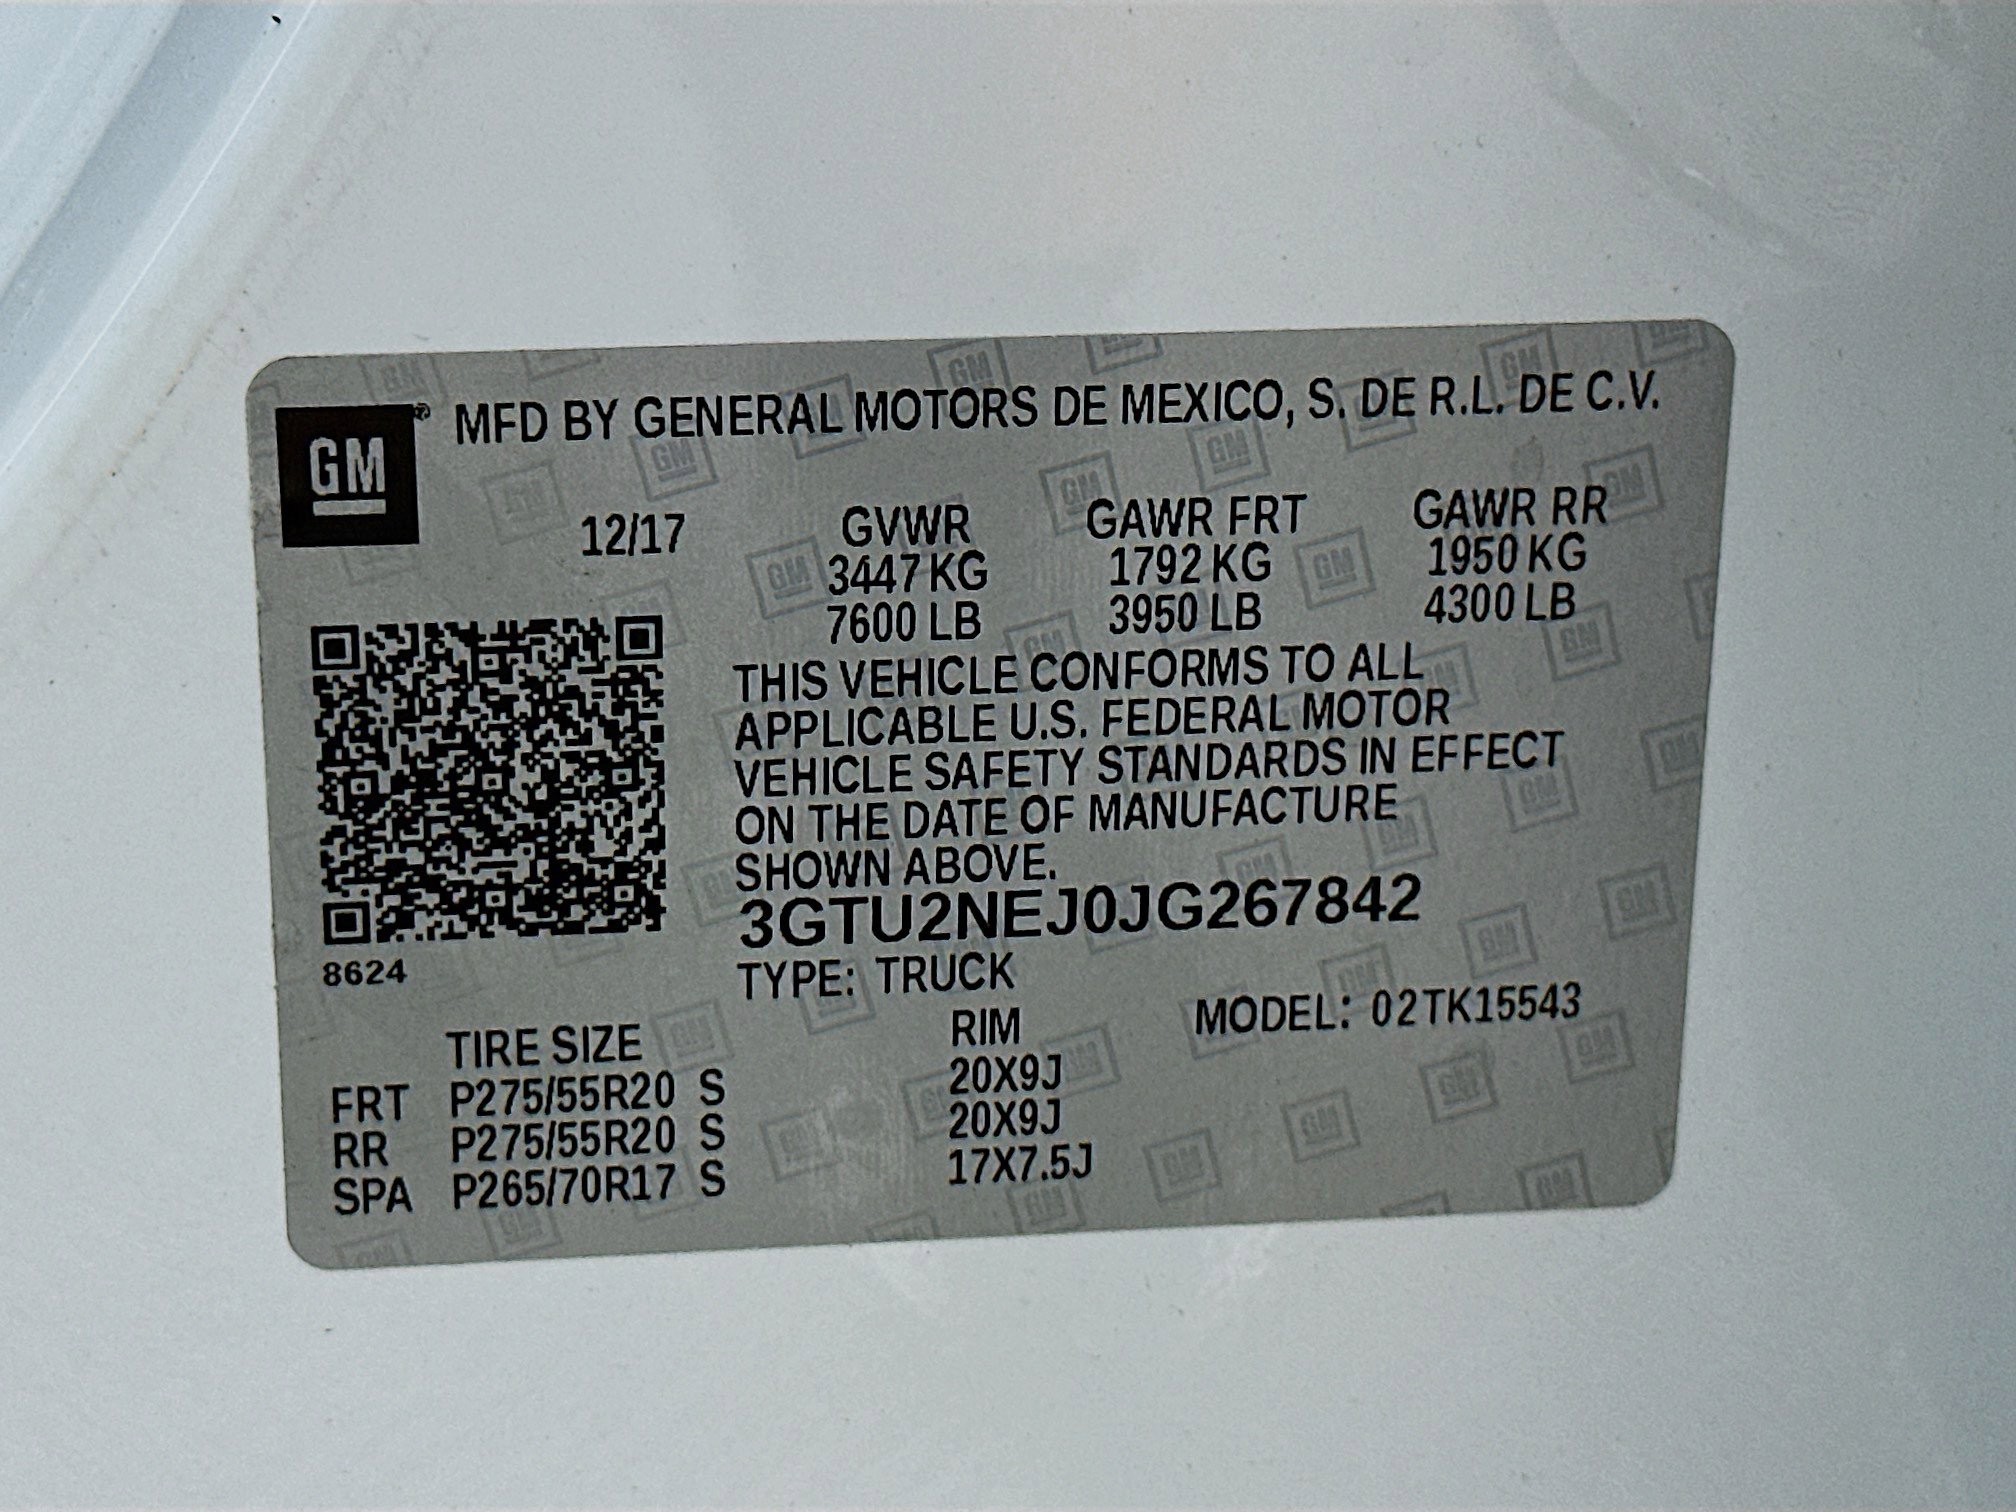 GM® MFD BY GENERAL MOTORS DE MEXICO, S. DE R.L. DE C.V.
12/17 GVWR GAWR FRT GAWR RR
3447 KG 1792 KG 1950 KG
7600 LB 3950 LB 4300 LB
THIS VEHICLE CONFORMS TO ALL
APPLICABLE U.S. FEDERAL MOTOR
VEHICLE SAFETY STANDARDS IN EFFECT
ON THE DATE OF MANUFACTURE
SHOWN ABOVE.
3GTU2NEJ0JG267842
8624
TYPE: TRUCK
MODEL: 02TK15543
TIRE SIZE RIM
FRT P275/55R20 S 20X9J
RR P275/55R20 S 20X9J
SPA P265/70R17 S 17X7.5J